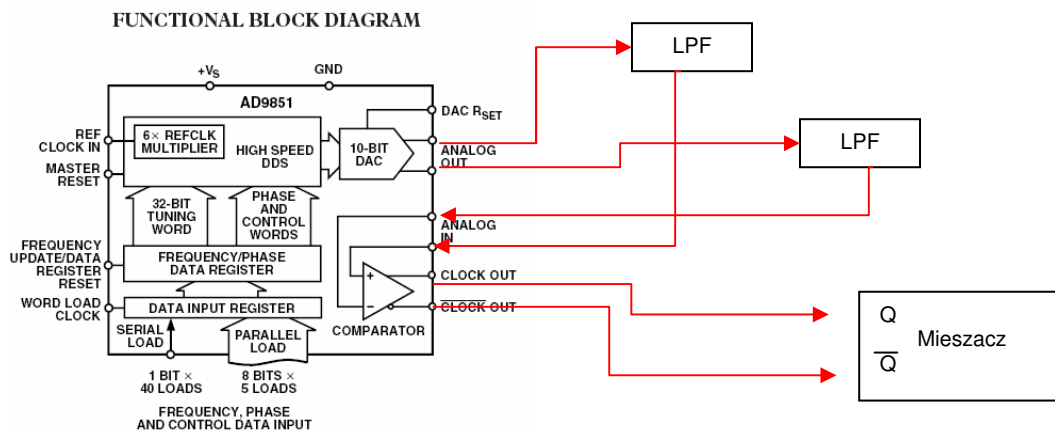 FUNCTIONAL BLOCK DIAGRAM
LPF
+VS
GND
AD9851
DAC RSET
REF
CLOCK IN
6× REFCLK
MULTIPLIER
HIGH SPEED
DDS
10-BIT
DAC
ANALOG
OUT
LPF
MASTER
RESET
32-BIT
TUNING
WORD
PHASE
AND
CONTROL
WORDS
ANALOG
IN
FREQUENCY
UPDATE/DATA
REGISTER
RESET
FREQUENCY/PHASE
DATA REGISTER
+
–
CLOCK OUT
CLOCK OUT
WORD LOAD
CLOCK
DATA INPUT REGISTER
COMPARATOR
SERIAL
LOAD
PARALLEL
LOAD
Q
Mieszacz
Q
1 BIT ×
40 LOADS
8 BITS ×
5 LOADS
FREQUENCY, PHASE
AND CONTROL DATA INPUT